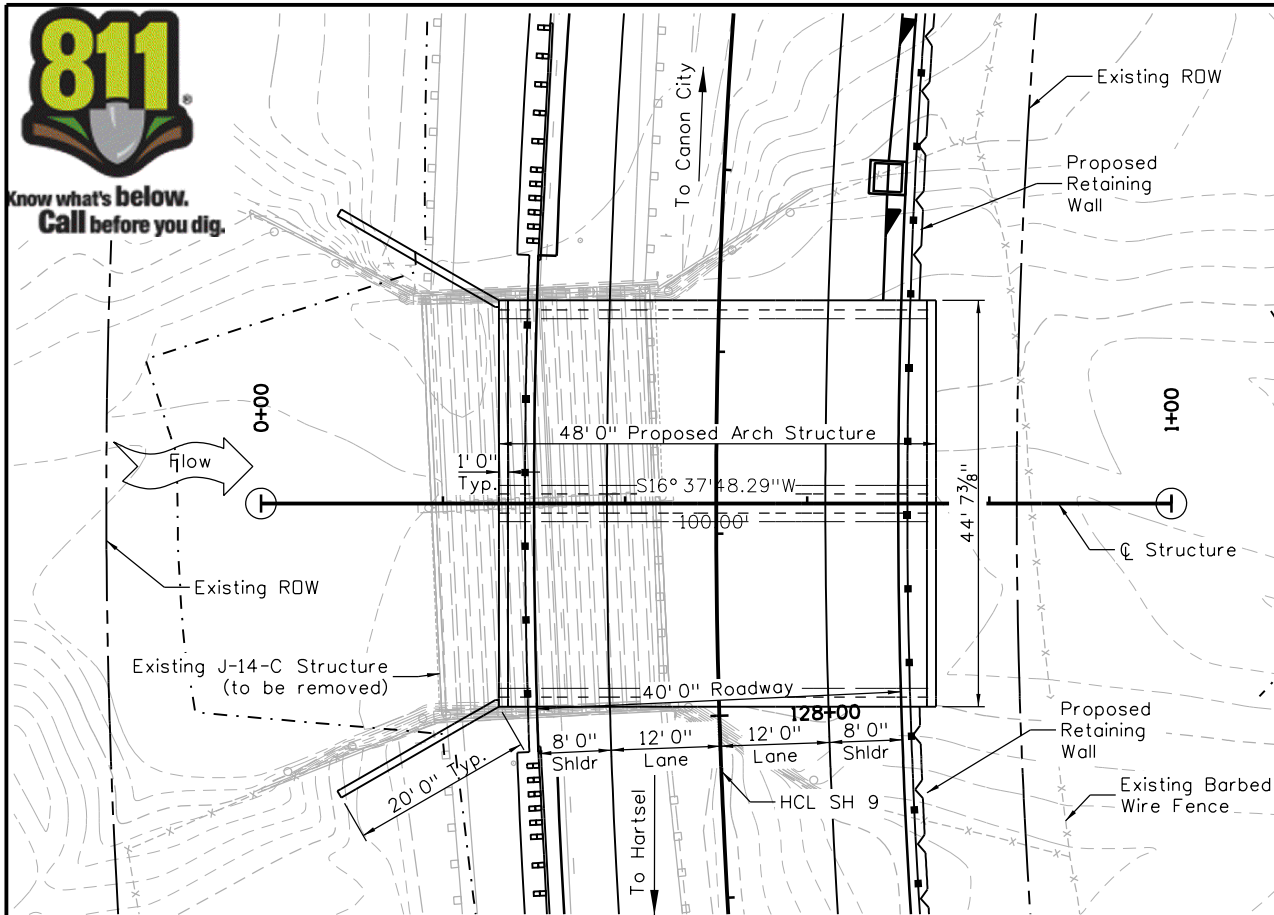 811
®
Know what's below.
Call before you dig.
To Canon City
Existing ROW
Proposed
Retaining
Wall
0+00
1+00
Flow
48' 0" Proposed Arch Structure
1' 0"
Typ.
S16° 37'48.29"W
100.00'
44' 7⅜"
℄ Structure
Existing ROW
Existing J-14-C Structure
(to be removed)
40' 0" Roadway
128+00
8' 0"
Shldr
12' 0"
Lane
12' 0"
Lane
8' 0"
Shldr
Proposed
Retaining
Wall
20' 0" Typ.
HCL SH 9
Existing Barbed
Wire Fence
To Hartsel